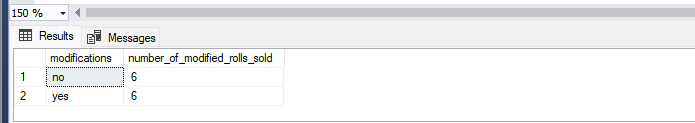 150 %
Results Messages
modifications number_of_modified_rolls_sold
1 no 6
2 yes 6